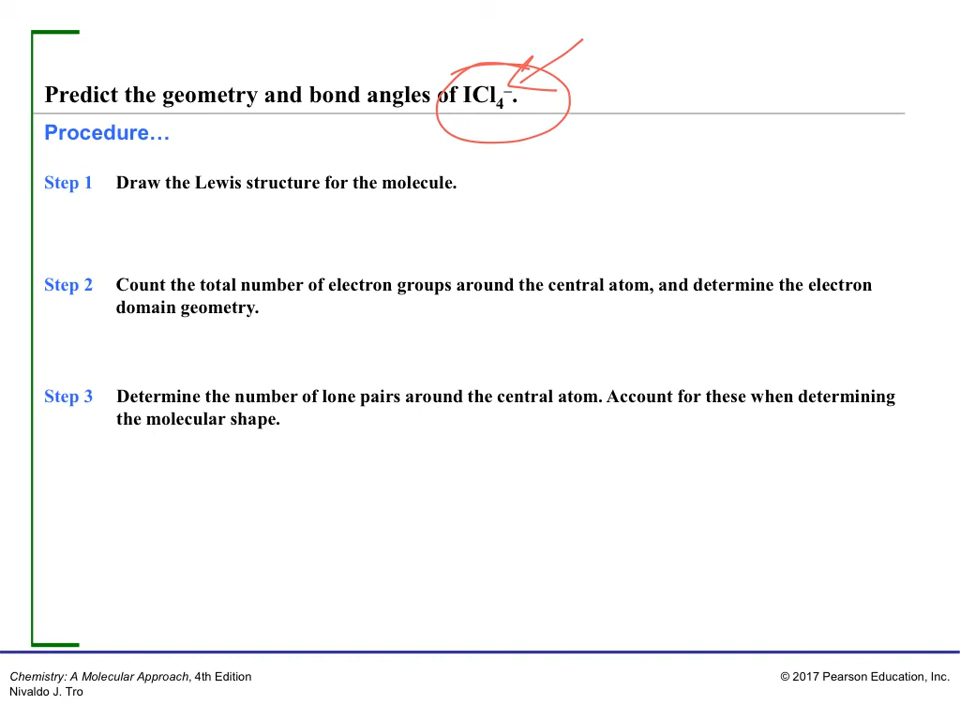 Predict the geometry and bond angles of ICl₄⁻.
Procedure…
Step 1 Draw the Lewis structure for the molecule.
Step 2 Count the total number of electron groups around the central atom, and determine the electron
domain geometry.
Step 3 Determine the number of lone pairs around the central atom. Account for these when determining
the molecular shape.
Chemistry: A Molecular Approach, 4th Edition
Nivaldo J. Tro
© 2017 Pearson Education, Inc.